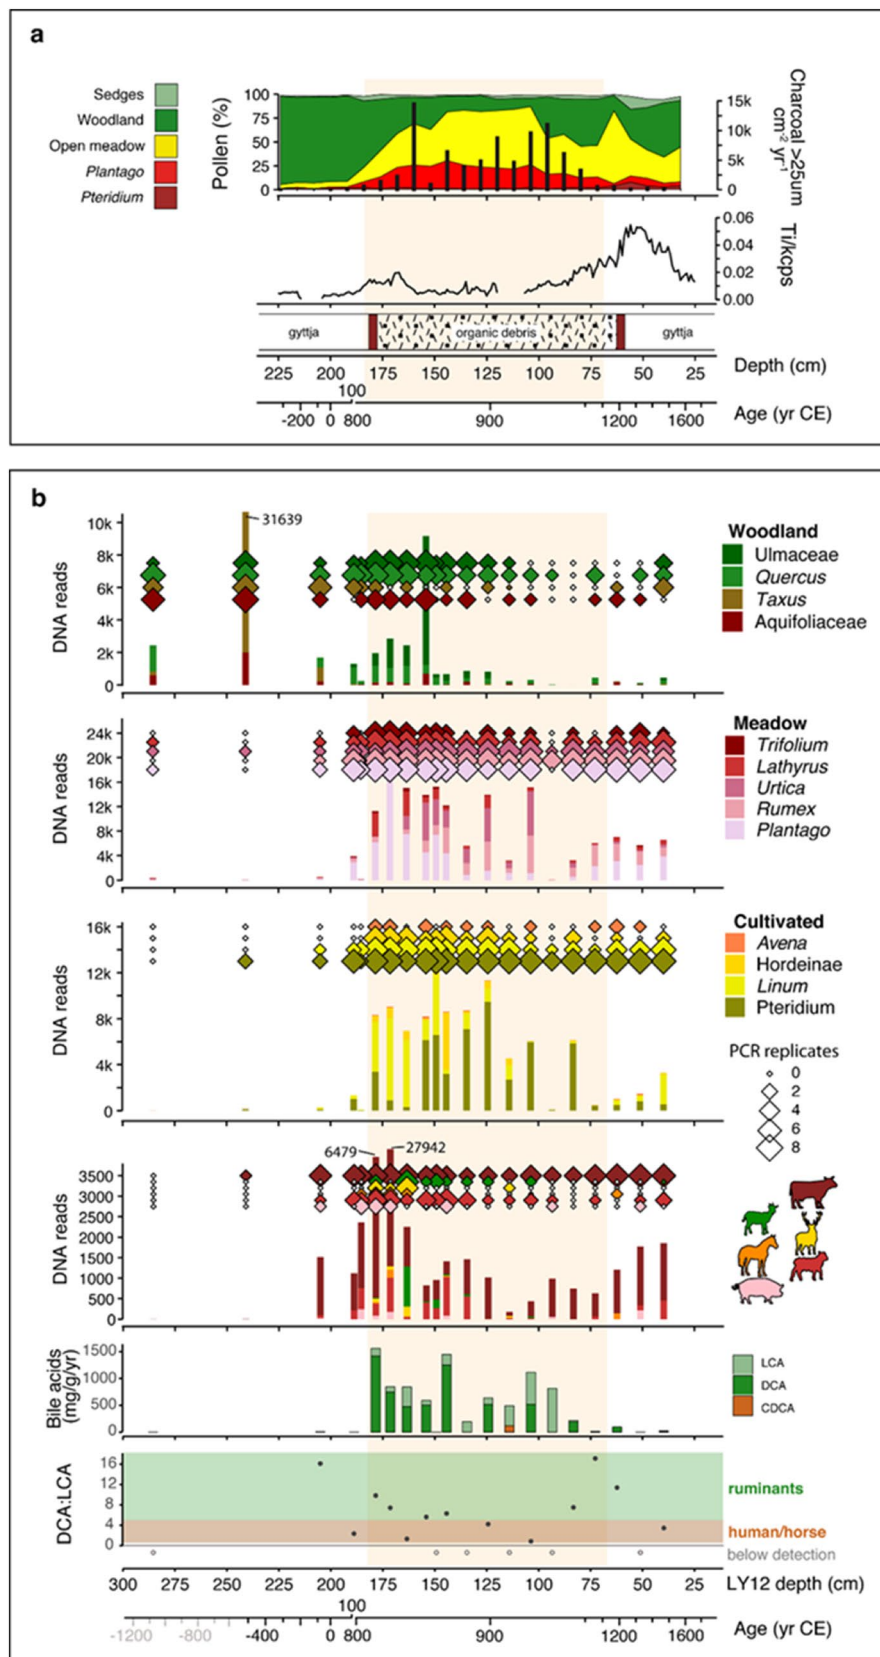 a
Sedges
Woodland
Open meadow
Plantago
Pteridium
Pollen (%)
100
75
50
25
0
15k
10k
5k
0
Charcoal >25um
cm-2 yr-1
0.06
0.04
0.02
0.00
Ti/kcps
gyttja
organic debris
gyttja
225 200 175 150 125 100 75 50 25
Depth (cm)
100
-200 0 800 900 1200 1600
Age (yr CE)
b
31639
10k
8k
6k
4k
2k
0
DNA reads
Woodland
Ulmaceae
Quercus
Taxus
Aquifoliaceae
24k
20k
16k
12k
8k
4k
0
DNA reads
Meadow
Trifolium
Lathyrus
Urtica
Rumex
Plantago
16k
12k
8k
4k
0
DNA reads
Cultivated
Avena
Hordeinae
Linum
Pteridium
PCR replicates
0
2
4
6
8
6479
27942
3500
3000
2500
2000
1500
1000
500
0
DNA reads
1500
1000
500
0
Bile acids
(mg/g/yr)
LCA
DCA
CDCA
16
12
8
4
0
DCA:LCA
ruminants
human/horse
below detection
300 275 250 225 200 175 150 125 100 75 50 25
LY12 depth (cm)
100
-1200 -800 -400 0 800 900 1200 1600
Age (yr CE)